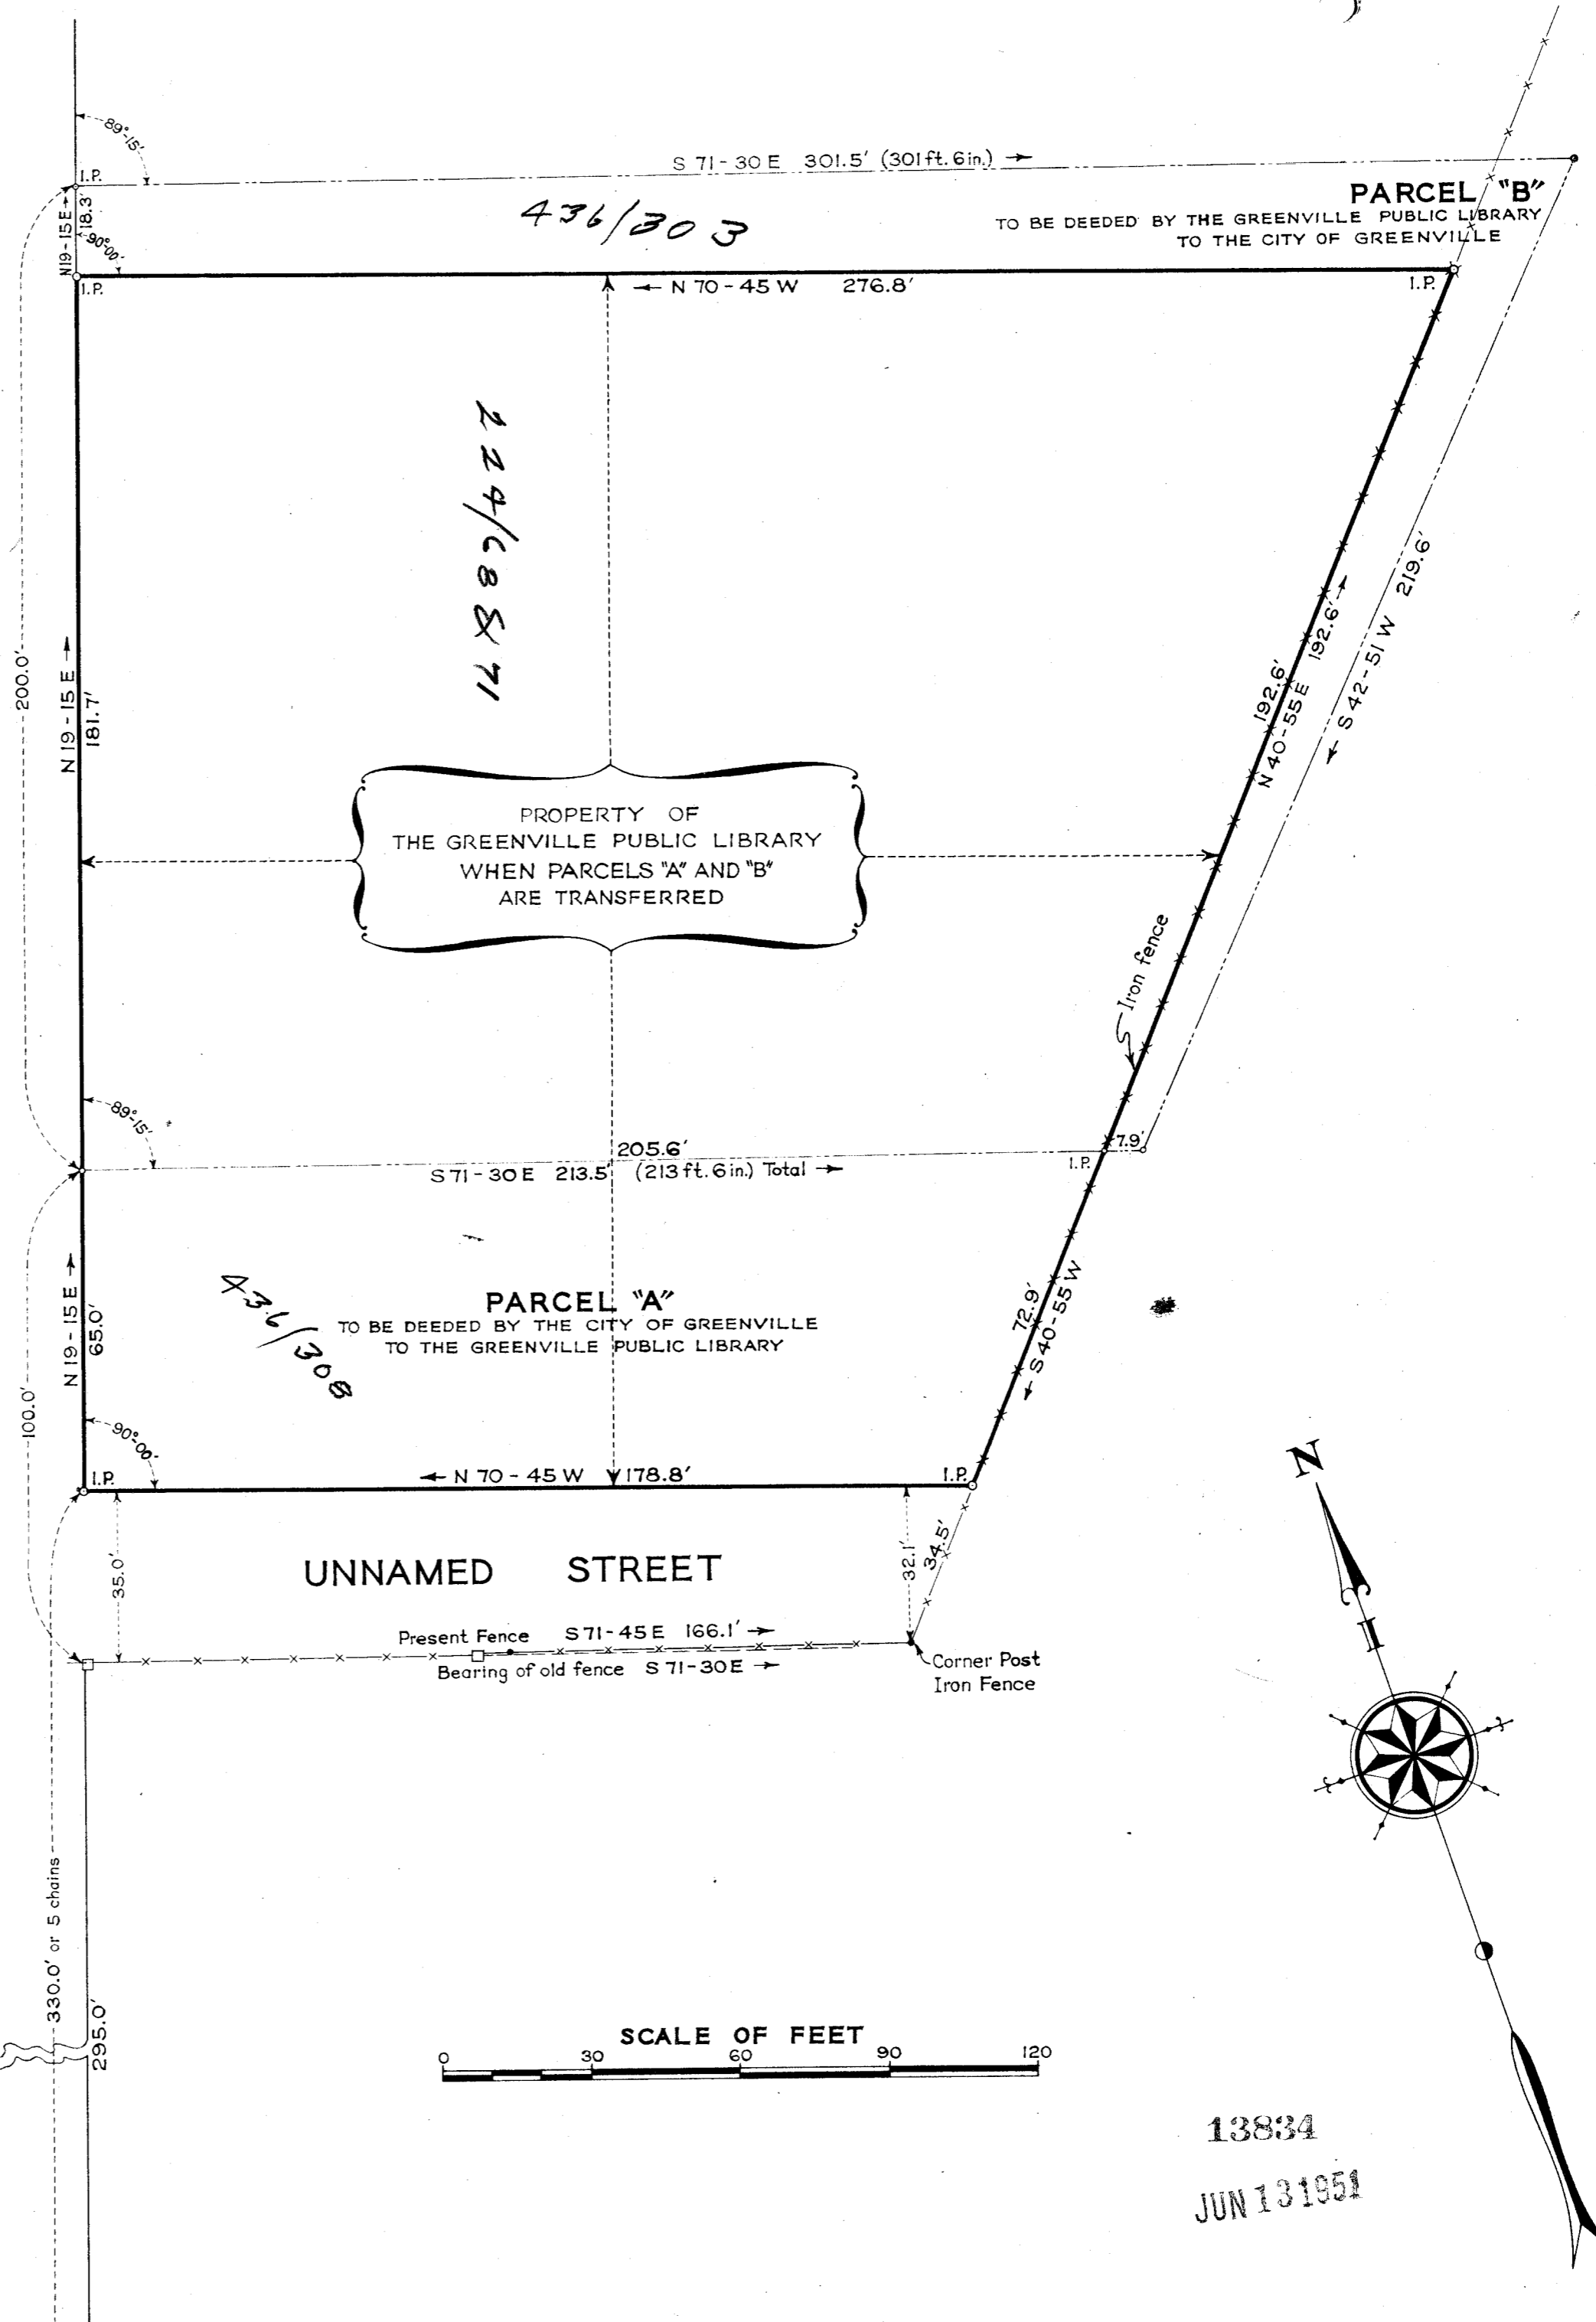 89°-15'
S 71-30 E 301.5' (301 ft. 6 in.)
I.P.
PARCEL "B"
TO BE DEEDED BY THE GREENVILLE PUBLIC LIBRARY
TO THE CITY OF GREENVILLE
N 19-15 E
18.3'
90°00'
436/303
I.P.
N 70-45 W 276.8'
I.P.
224/68 & 71
200.0'
N 19-15 E
181.7'
192.6'
N 40-55 E 192.6'
S 42-51 W 219.6'
PROPERTY OF
THE GREENVILLE PUBLIC LIBRARY
WHEN PARCELS "A" AND "B"
ARE TRANSFERRED
Iron fence
89°-15'
205.6'
7.9'
S 71-30 E 213.5' (213 ft. 6 in.) Total
I.P.
436/308
PARCEL "A"
TO BE DEEDED BY THE CITY OF GREENVILLE
TO THE GREENVILLE PUBLIC LIBRARY
N 19-15 E
65.0'
72.9'
S 40-55 W
100.0'
90°-00'
I.P.
N 70-45 W 178.8'
I.P.
N
35.0'
UNNAMED STREET
32.1'
34.5'
Present Fence S 71-45 E 166.1'
Bearing of old fence S 71-30 E
Corner Post
Iron Fence
330.0' or 5 chains
295.0'
SCALE OF FEET
0 30 60 90 120
13834
JUN 13 1951